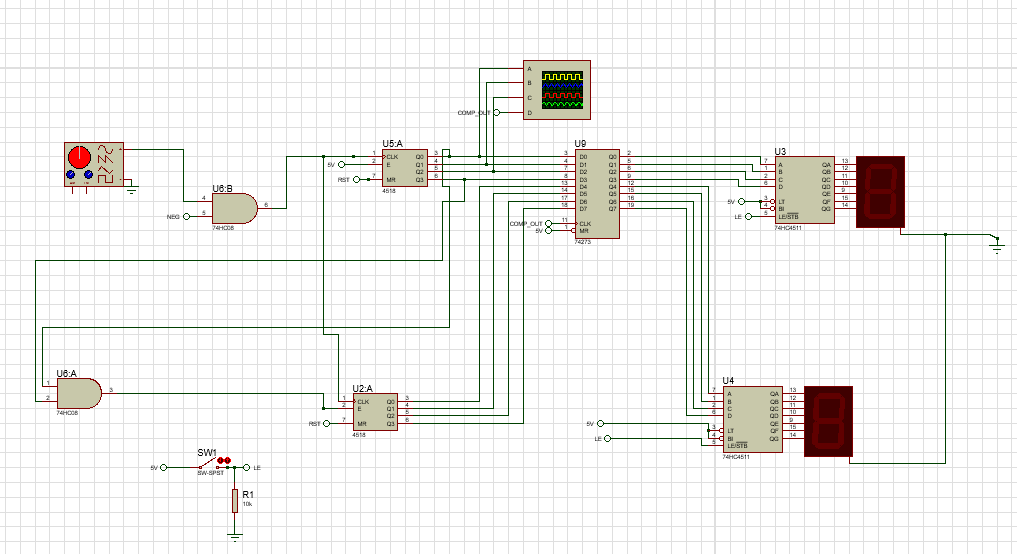 A
B
C
COMP_OUT
D
U5:A
3 Q0 CLK 1
4 Q1 E 2 5V
5 Q2
6 Q3 MR 7 RST
4518
U9
3 D0 Q0 2
4 D1 Q1 5
7 D2 Q2 6
8 D3 Q3 9
13 D4 Q4 12
14 D5 Q5 15
17 D6 Q6 16
18 D7 Q7 19
COMP_OUT 11 CLK
5V 1 MR
74273
U3
7 A QA 13
1 B QB 12
2 C QC 11
6 D QD 10
QE 9
5V 3 LT QF 15
4 BI QG 14
LE 5 LE/STB
74HC4511
U6:B
4
6
NEG 5
74HC08
U6:A
1
3
2
74HC08
U2:A
1 CLK Q0 3
2 E Q1 4
Q2 5
RST 7 MR Q3 6
4518
U4
7 A QA 13
1 B QB 12
2 C QC 11
6 D QD 10
QE 9
5V 3 LT QF 15
LE 4 BI QG 14
5 LE/STB
74HC4511
SW1
5V LE
SW-SPST
R1
10k